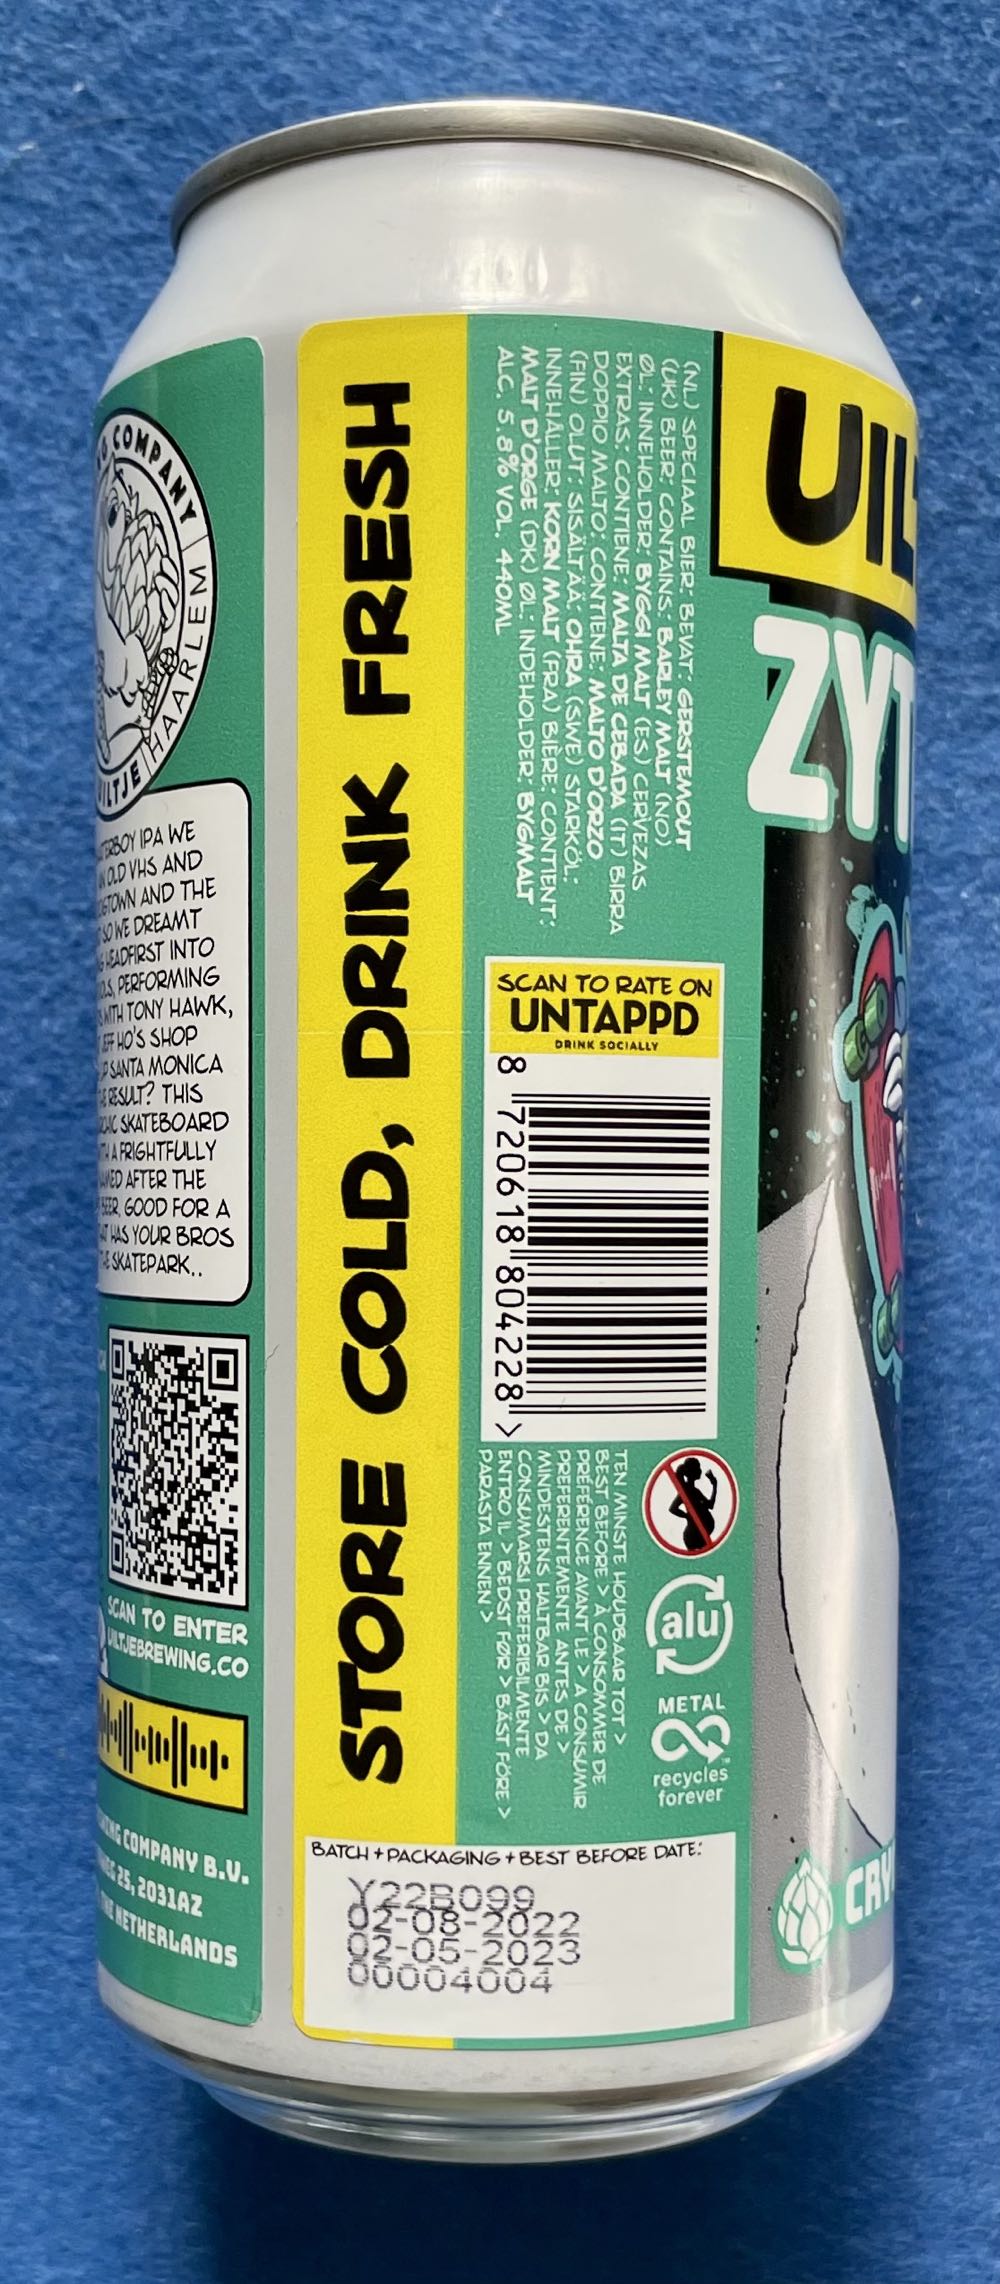 COMPANY
HAARLEM
UILTJE
IPA WE
OLD VHS AND
AND THE
SO WE DREAMT
HEADFIRST INTO
PERFORMING
WITH TONY HAWK,
JEFF HO'S SHOP
SANTA MONICA
RESULT? THIS
SKATEBOARD
A FRIGHTFULLY
AFTER THE
BEER, GOOD FOR A
HAS YOUR BROS
SKATEPARK..
SCAN TO ENTER
UILTJEBREWING.CO
COMPANY B.V.
25, 2031AZ
THE NETHERLANDS
STORE COLD, DRINK FRESH
(NL) SPECIAAL BIER: BEVAT: GERSTEMOUT
(UK) BEER: CONTAINS: BARLEY MALT (NO)
ØL: INNEHOLDER: BYGGI MALT (ES) CERVEZAS
EXTRAS: CONTIENE: MALTA DE CEBADA (IT) BIRRA
DOPPIO MALTO: CONTIENE: MALTO D'ORZO
(FIN) OLUT: SISÄLTÄÄ: OHRA (SWE) STARKÖL:
INNEHÅLLER: KORN MALT (FRA) BIÈRE: CONTIENT:
MALT D'ORGE (DK) ØL: INDEHOLDER: BYGMALT
ALC. 5.8% VOL. 440ML
SCAN TO RATE ON
UNTAPPD
DRINK SOCIALLY
8 720618 804228 >
TEN MINSTE HOUDBAAR TOT >
BEST BEFORE > À CONSOMMER DE
PRÉFÉRENCE AVANT LE > A CONSUMIR
PREFERENTEMENTE ANTES DE >
MINDESTENS HALTBAR BIS > DA
CONSUMARSI PREFERIBILMENTE
ENTRO IL > BEDST FØR > BÄST FÖRE >
PARASTA ENNEN >
alu
METAL
recycles
forever
BATCH + PACKAGING + BEST BEFORE DATE:
Y22B099
02-08-2022
02-05-2023
00004004
UIL
ZYT
CRY